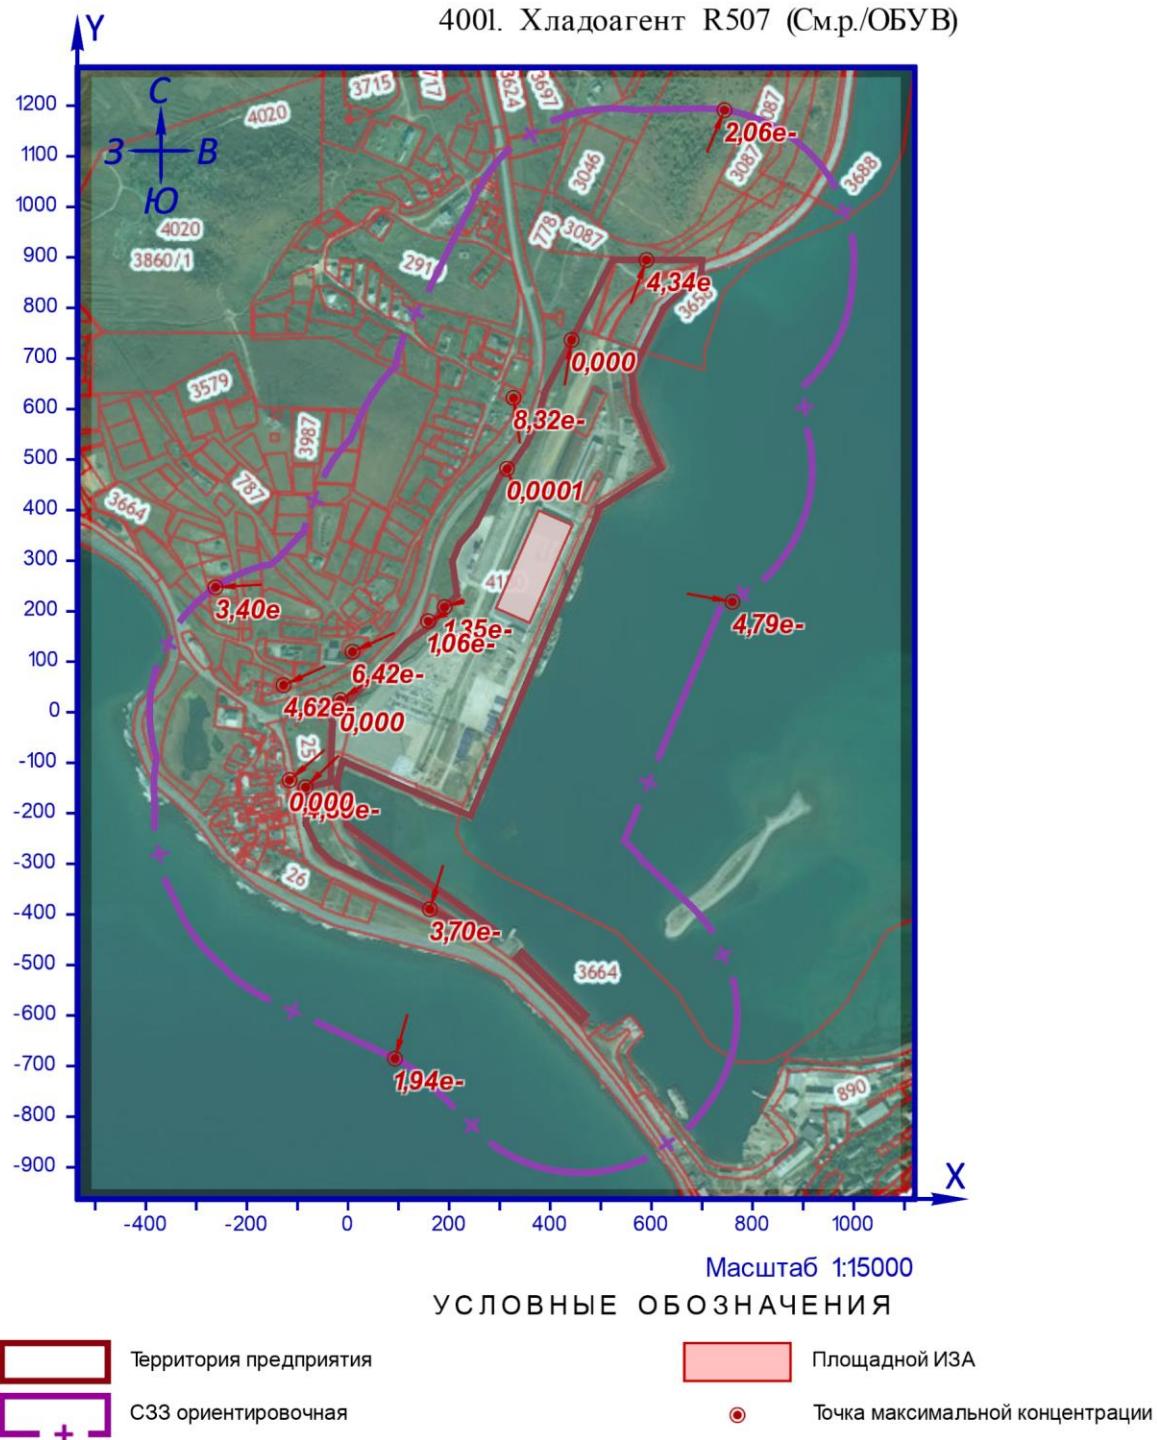 4001. Хладоагент R507 (См.р./ОБУВ)
Y
С
З В
Ю
1200
1100
1000
900
800
700
600
500
400
300
200
100
0
-100
-200
-300
-400
-500
-600
-700
-800
-900
3715
717
3624
3697
4020
087
2,06e-
3087
3046
3688
4020
3860/1
778
3087
291
4,34e
3658
0,000
3579
8,32e-
3987
787
0,0001
3664
3,40e
1,35e-
1,06e-
4,79e-
6,42e-
4,62e-
0,000
25
0,000
26
3,70e-
3664
1,94e-
890
X
-400 -200 0 200 400 600 800 1000
Масштаб 1:15000
УСЛОВНЫЕ ОБОЗНАЧЕНИЯ
Территория предприятия
Площадной ИЗА
СЗЗ ориентировочная
Точка максимальной концентрации